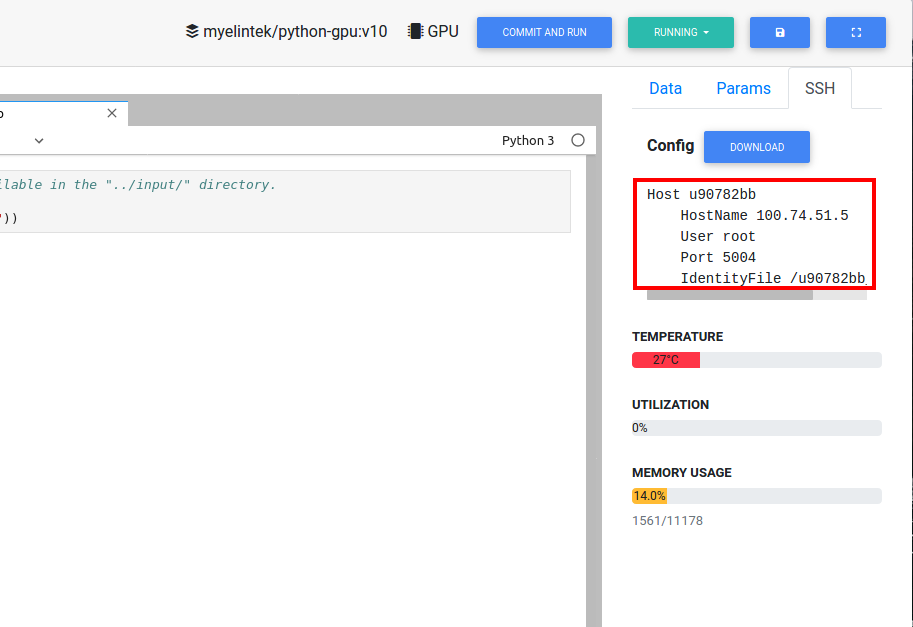 myelintek/python-gpu:v10 GPU COMMIT AND RUN RUNNING
Data Params SSH
Python 3
Config DOWNLOAD
ilable in the "../input/" directory.
"))
Host u90782bb
HostName 100.74.51.5
User root
Port 5004
IdentityFile /u90782bb
TEMPERATURE
27°C
UTILIZATION
0%
MEMORY USAGE
14.0%
1561/11178